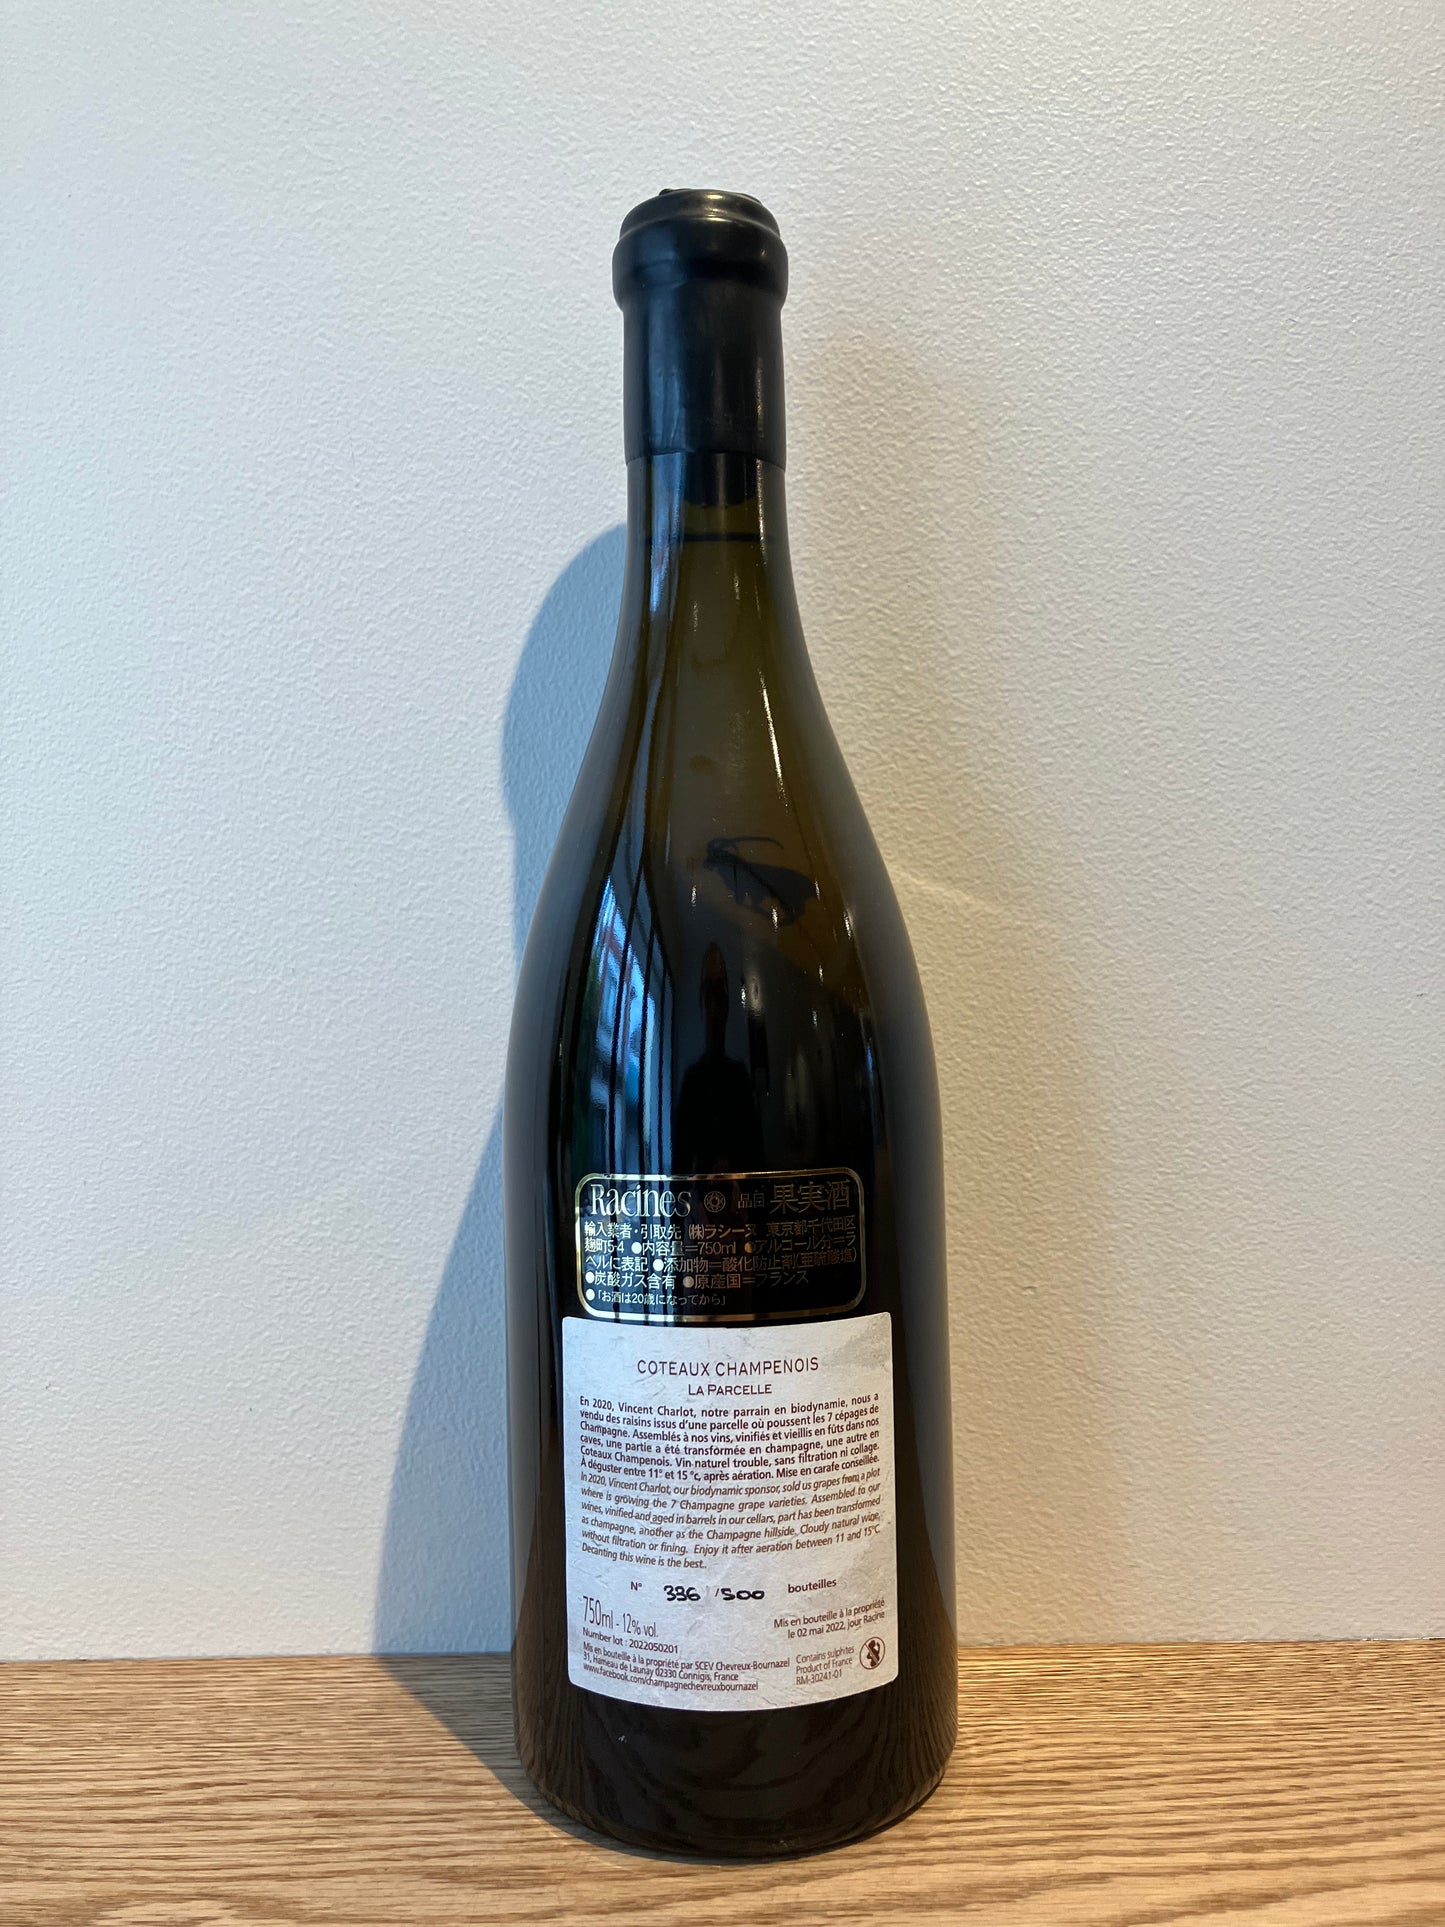 Racines 品目 果実酒
輸入業者・引取先 ㈱ラシーヌ 東京都千代田区
麹町5-4 ●内容量=750ml ●アルコール分=ラ
ベルに表記 ●添加物=酸化防止剤(亜硫酸塩)
●炭酸ガス含有 ●原産国=フランス
●「お酒は20歳になってから」
COTEAUX CHAMPENOIS
LA PARCELLE
En 2020, Vincent Charlot, notre parrain en biodynamie, nous a
vendu des raisins issus d'une parcelle où poussent les 7 cépages de
Champagne. Assemblés à nos vins, vinifiés et vieillis en fûts dans nos
caves, une partie a été transformée en champagne, une autre en
Coteaux Champenois. Vin naturel trouble, sans filtration ni collage.
À déguster entre 11° et 15 °c, après aération. Mise en carafe conseillée.
In 2020, Vincent Charlot, our biodynamic sponsor, sold us grapes from a plot
where is growing the 7 Champagne grape varieties. Assembled to our
wines, vinified and aged in barrels in our cellars, part has been transformed
as champagne, another as the Champagne hillside. Cloudy natural wine,
without filtration or fining. Enjoy it after aeration between 11 and 15°C.
Decanting this wine is the best..
N° 336 /500 bouteilles
750ml - 12% vol.
Number lot : 2022050201
Mis en bouteille à la propriété
le 02 mai 2022, jour Racine
Mis en bouteille à la propriété par SCEV Chevreux-Bournazel
31, Hameau de Launay 02330 Connigis, France
www.facebook.com/champagnechevreuxbournazel
Contains sulphites
Product of France
RM-30241-01